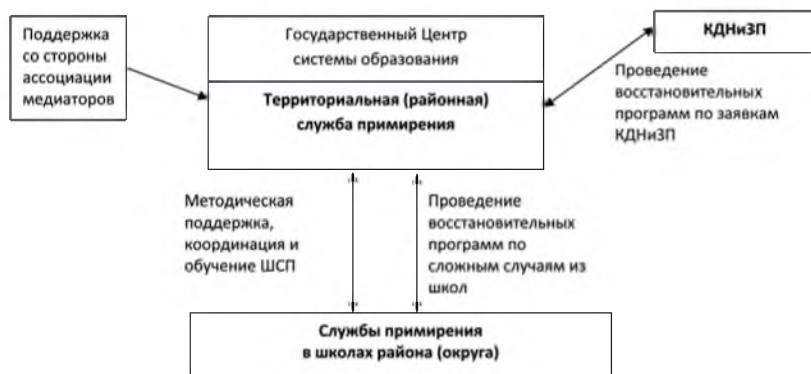 Поддержка
со стороны
ассоциации
медиаторов
Государственный Центр
системы образования
Территориальная (районная)
служба примирения
КДНиЗП
Проведение
восстановительных
программ по заявкам
КДНиЗП
Методическая
поддержка,
координация и
обучение ШСП
Проведение
восстановительных
программ по
сложным случаям из
школ
Службы примирения
в школах района (округа)